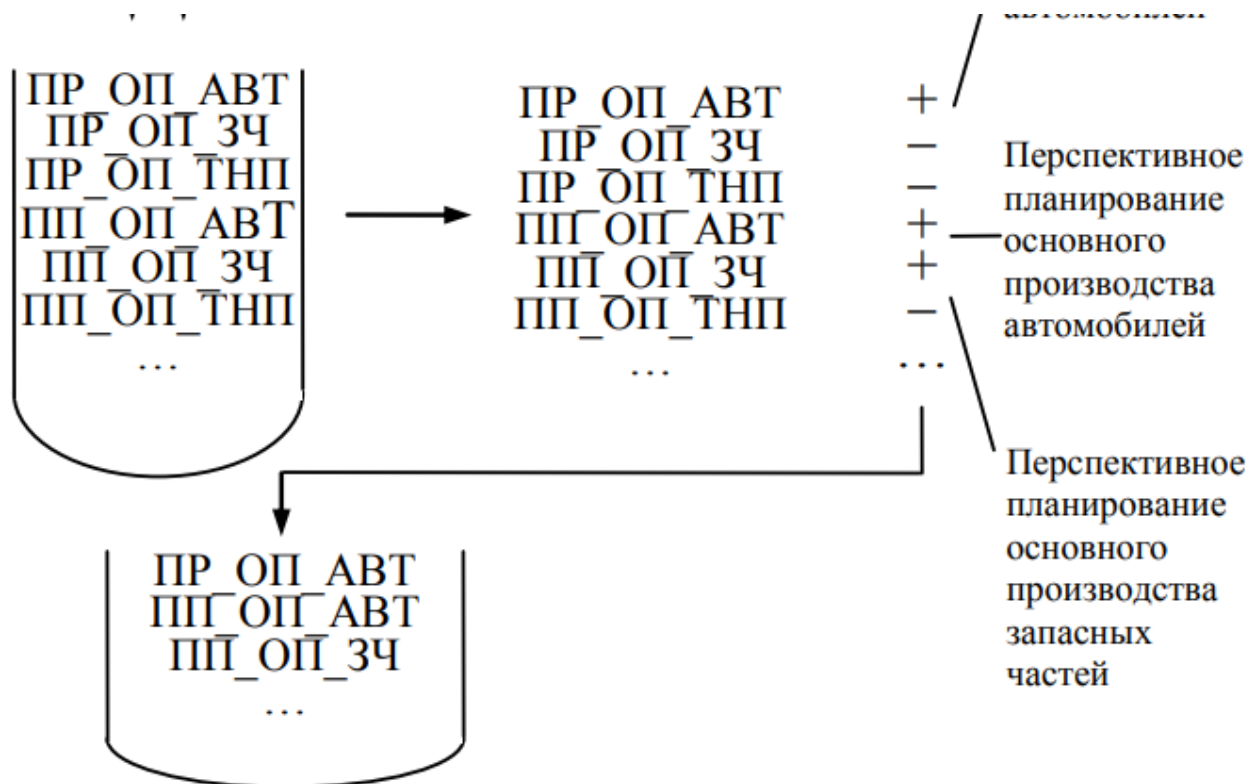 автомобилей
ПР_ОП_АВТ
ПР_ОП_ЗЧ
ПР_ОП_ТНП
ПП_ОП_АВТ
ПП_ОП_ЗЧ
ПП_ОП_ТНП
...
ПР_ОП_АВТ
ПР_ОП_ЗЧ
ПР_ОП_ТНП
ПП_ОП_АВТ
ПП_ОП_ЗЧ
ПП_ОП_ТНП
...
+
–
–
+
+
–
...
Перспективное
планирование
основного
производства
автомобилей
Перспективное
планирование
основного
производства
запасных
частей
ПР_ОП_АВТ
ПП_ОП_АВТ
ПП_ОП_ЗЧ
...